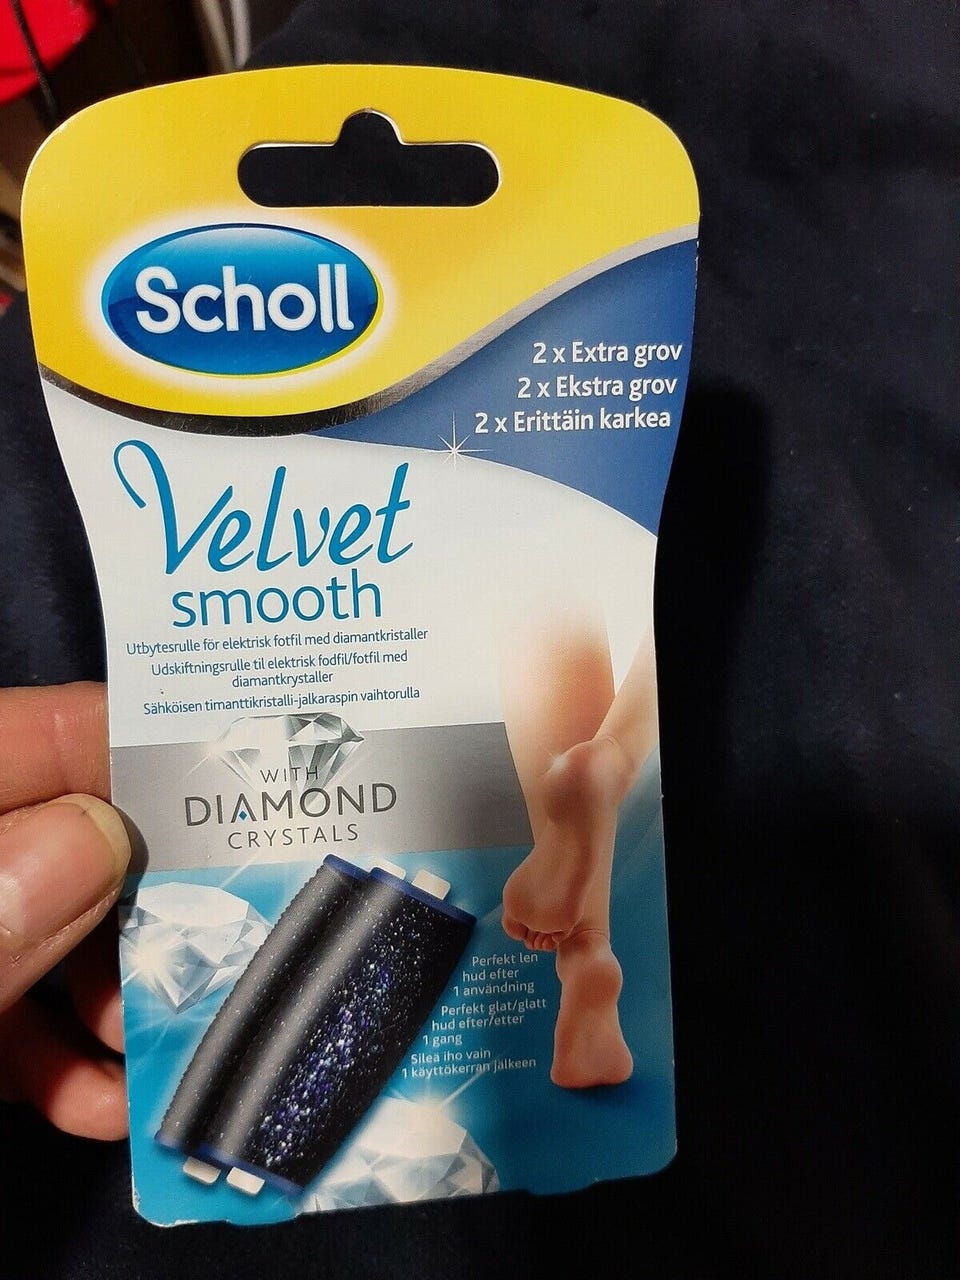 Scholl
2 x Extra grov
2 x Ekstra grov
2 x Erittäin karkea
Velvet
smooth
Utbytesrulle för elektrisk fotfil med diamantkristaller
Udskiftningsrulle til elektrisk fodfil/fotfil med
diamantkrystaller
Sähköisen timanttikristalli-jalkaraspin vaihtorulla
WITH
DIAMOND
CRYSTALS
Perfekt len
hud efter
1 användning
Perfekt glat/glatt
hud efter/etter
1 gang
Sileä iho vain
1 käyttökerran jälkeen